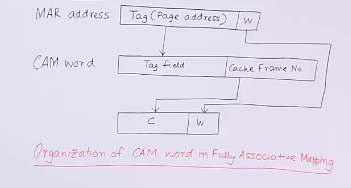 MAR address Tag (Page address) W
CAM word Tag field Cache Frame No.
C W
Organization of CAM word in Fully Associative Mapping